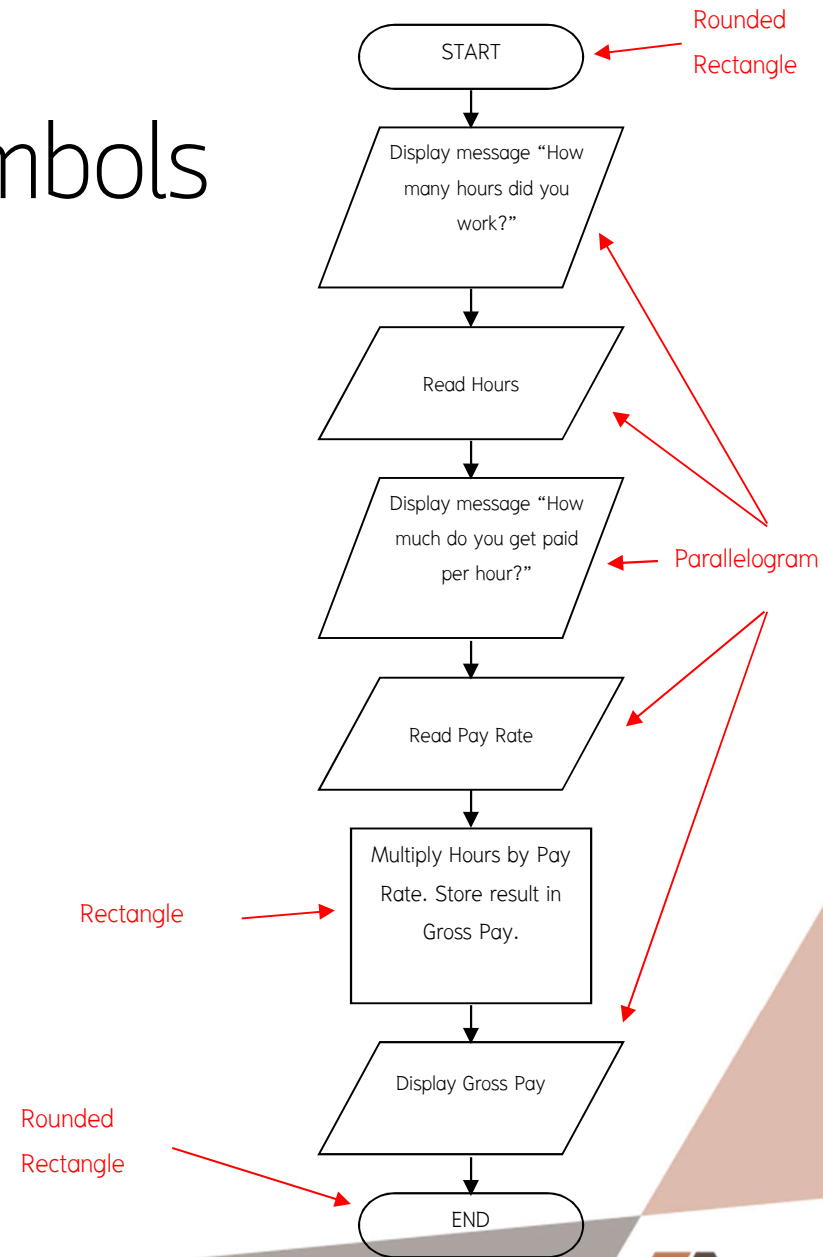 mbols
START
Rounded
Rectangle
Display message “How
many hours did you
work?”
Read Hours
Display message “How
much do you get paid
per hour?”
Parallelogram
Read Pay Rate
Multiply Hours by Pay
Rate. Store result in
Gross Pay.
Rectangle
Display Gross Pay
Rounded
Rectangle
END